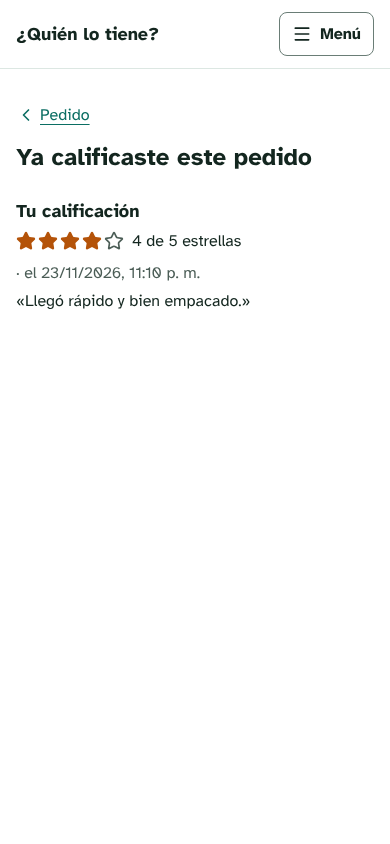 ¿Quién lo tiene?
Menú
Pedido
Ya calificaste este pedido
Tu calificación
4 de 5 estrellas
· el 23/11/2026, 11:10 p. m.
«Llegó rápido y bien empacado.»